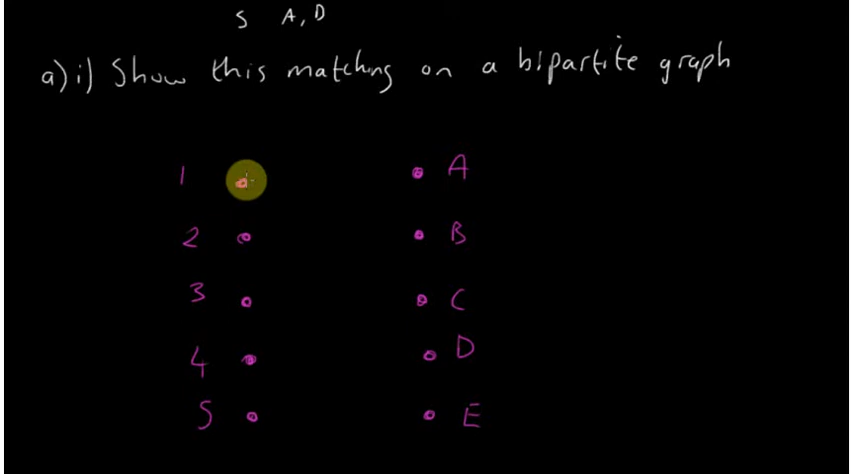 5 A, D
a) i) Show this matching on a bipartite graph
1 A
2 B
3 C
4 D
5 E